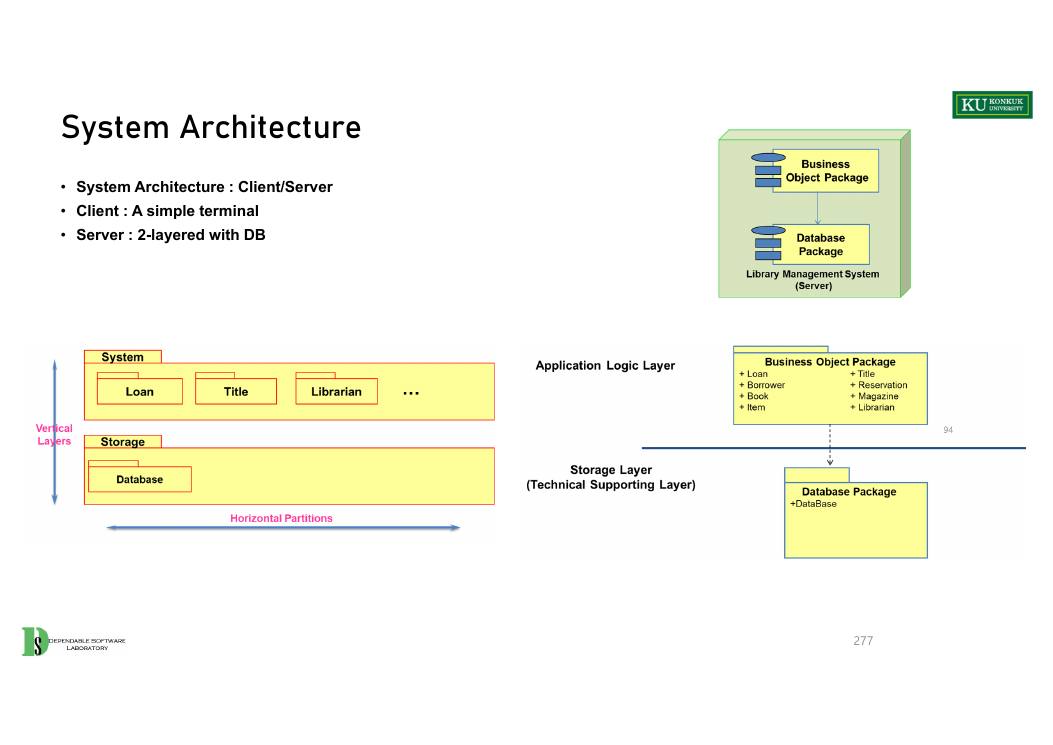 KU KONKUK
UNIVERSITY
System Architecture
• System Architecture : Client/Server
• Client : A simple terminal
• Server : 2-layered with DB
Business
Object Package
Database
Package
Library Management System
(Server)
System
Loan
Title
Librarian
...
Vertical
Layers
Storage
Database
Horizontal Partitions
Application Logic Layer
Business Object Package
+ Loan
+ Borrower
+ Book
+ Item
+ Title
+ Reservation
+ Magazine
+ Librarian
94
Storage Layer
(Technical Supporting Layer)
Database Package
+DataBase
DS
DEPENDABLE SOFTWARE
LABORATORY
277